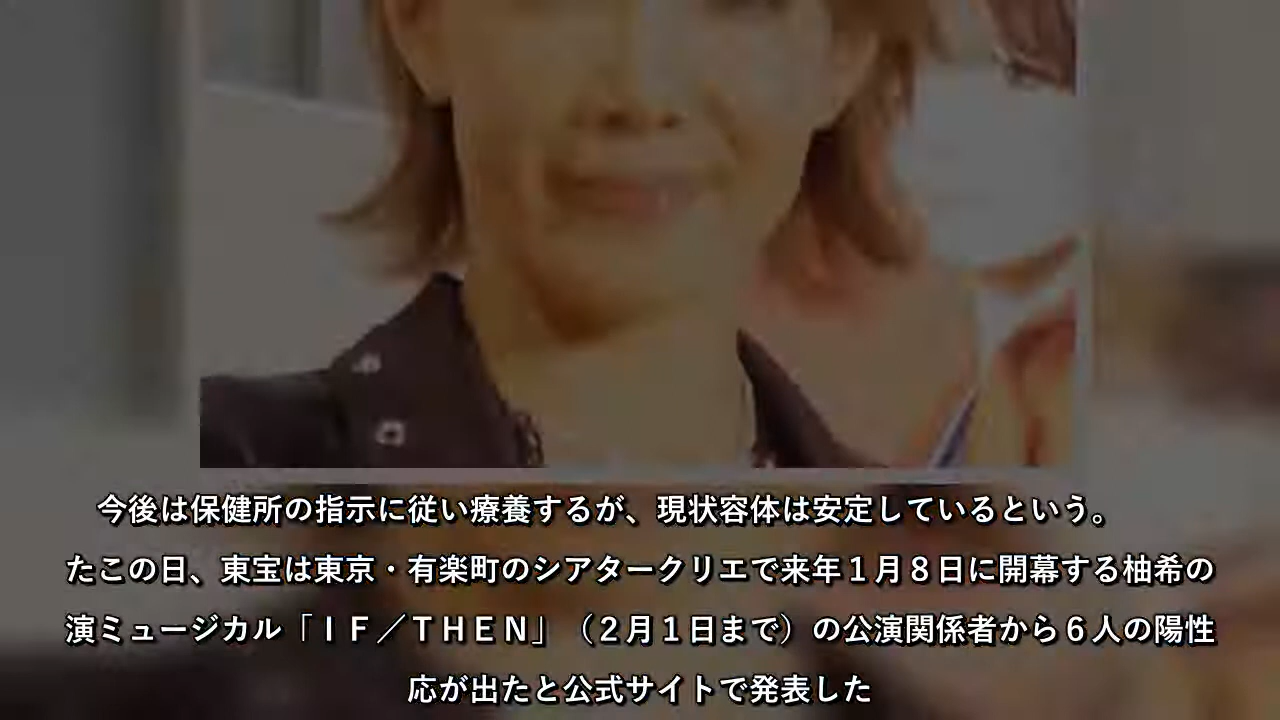 今後は保健所の指示に従い療養するが、現状容体は安定しているという。
たこの日、東宝は東京・有楽町のシアタークリエで来年１月８日に開幕する柚希の
演ミュージカル「ＩＦ／ＴＨＥＮ」（２月１日まで）の公演関係者から６人の陽性
応が出たと公式サイトで発表した